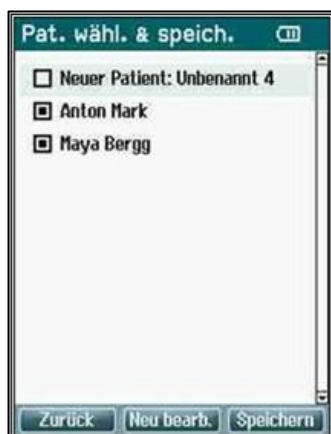 Pat. wähl. & speich.
Neuer Patient: Unbenannt 4
Anton Mark
Maya Bergg
Zurück Neu bearb. Speichern